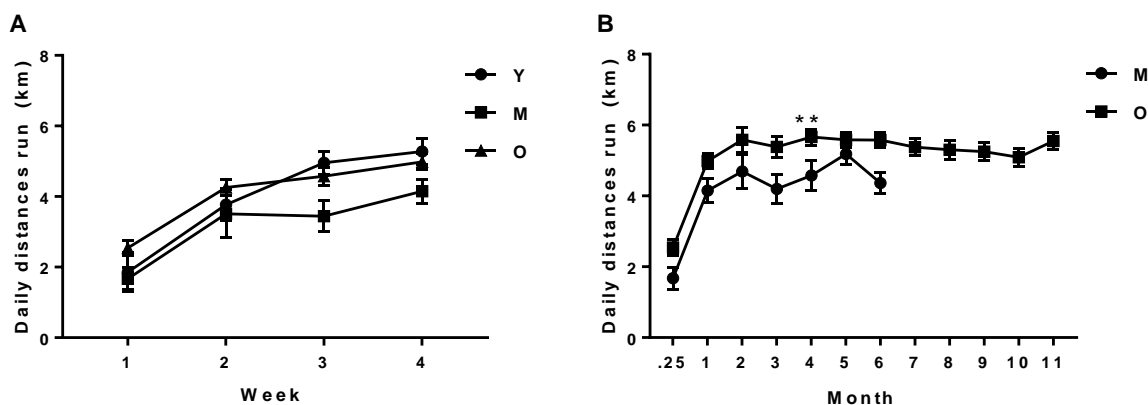 A
Daily distances run (km)
8
6
4
2
0
1 2 3 4
Week
Y
M
O
B
Daily distances run (km)
8
6
4
2
0
**
.25 1 2 3 4 5 6 7 8 9 10 11
Month
M
O